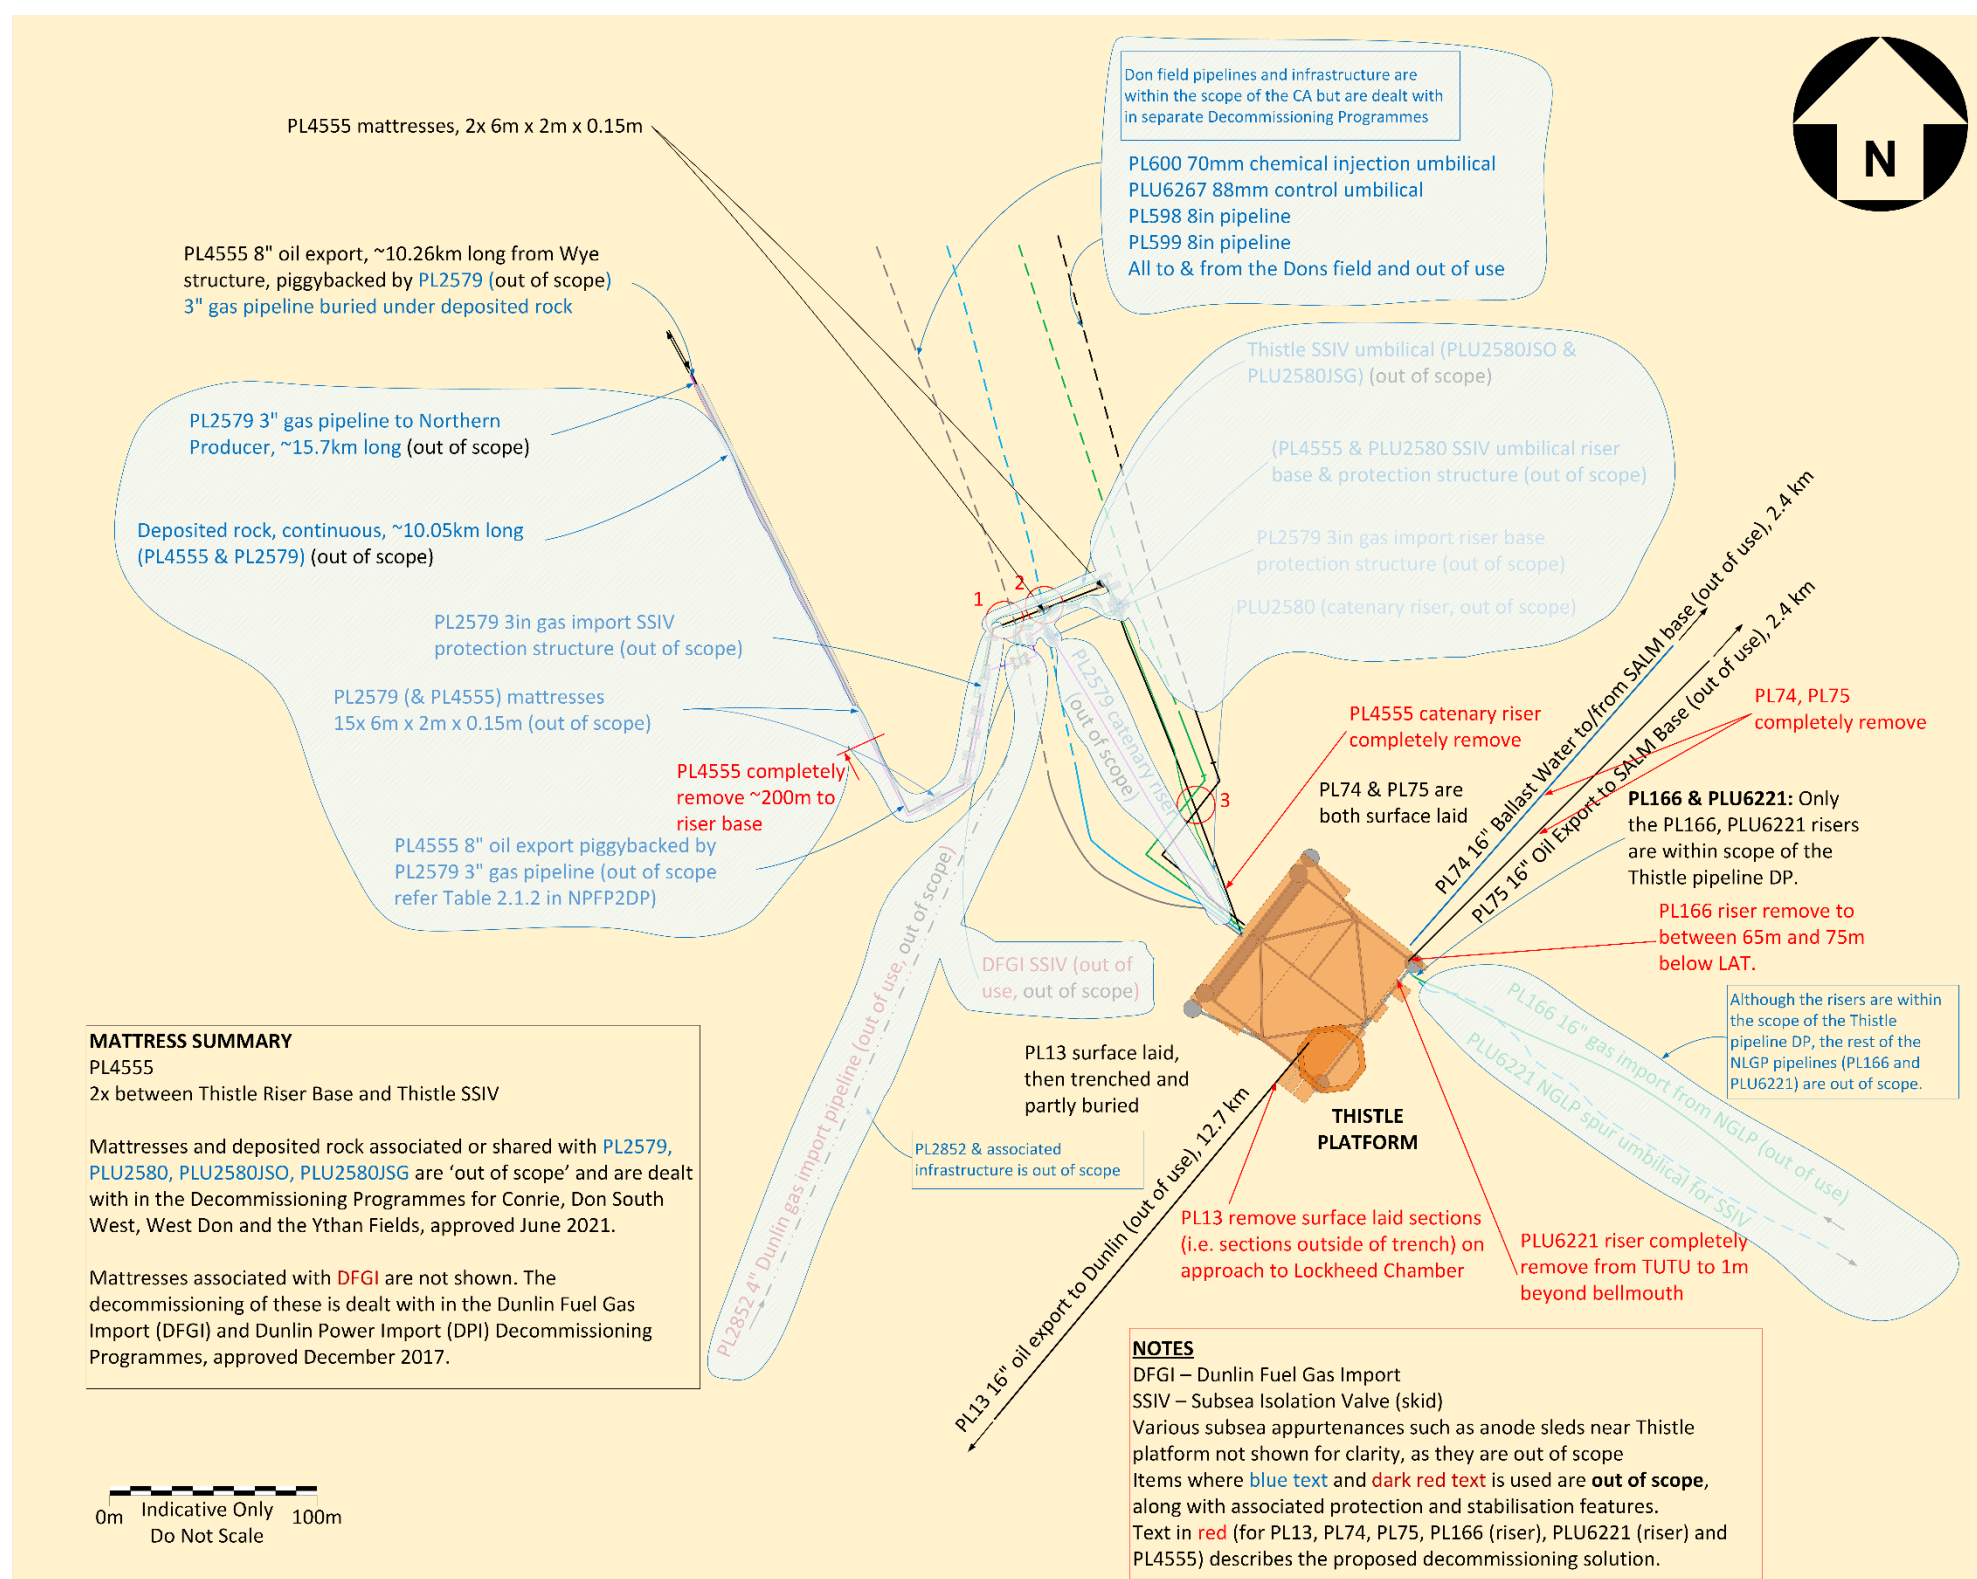 Don field pipelines and infrastructure are
within the scope of the CA but are dealt with
in separate Decommissioning Programmes
PL600 70mm chemical injection umbilical
PLU6267 88mm control umbilical
PL598 8in pipeline
PL599 8in pipeline
All to & from the Dons field and out of use
N
PL4555 mattresses, 2x 6m x 2m x 0.15m
PL4555 8" oil export, ~10.26km long from Wye
structure, piggybacked by PL2579 (out of scope)
3" gas pipeline buried under deposited rock
Thistle SSIV umbilical (PLU2580JSO &
PLU2580JSG) (out of scope)
PL2579 3" gas pipeline to Northern
Producer, ~15.7km long (out of scope)
(PL4555 & PLU2580 SSIV umbilical riser
base & protection structure (out of scope)
Deposited rock, continuous, ~10.05km long
(PL4555 & PL2579) (out of scope)
PL2579 3in gas import riser base
protection structure (out of scope)
PLU2580 (catenary riser, out of scope)
1
2
3
PL2579 3in gas import SSIV
protection structure (out of scope)
PL2579 (& PL4555) mattresses
15x 6m x 2m x 0.15m (out of scope)
PL4555 completely
remove ~200m to
riser base
PL4555 8" oil export piggybacked by
PL2579 3" gas pipeline (out of scope
refer Table 2.1.2 in NPFP2DP)
PL2579 catenary riser
(out of scope)
PL4555 catenary riser
completely remove
PL74 & PL75 are
both surface laid
PL74 16" Ballast Water to/from SALM base (out of use), 2.4 km
PL75 16" Oil Export to SALM Base (out of use), 2.4 km
PL74, PL75
completely remove
PL166 & PLU6221: Only
the PL166, PLU6221 risers
are within scope of the
Thistle pipeline DP.
PL166 riser remove to
between 65m and 75m
below LAT.
Although the risers are within
the scope of the Thistle
pipeline DP, the rest of the
NLGP pipelines (PL166 and
PLU6221) are out of scope.
PL166 16" gas import from NGLP (out of use)
PLU6221 NGLP spur umbilical for SSIV
DFGI SSIV (out of
use, out of scope)
PL2852 4" Dunlin gas import pipeline (out of use, out of scope)
PL13 surface laid,
then trenched and
partly buried
THISTLE
PLATFORM
PL2852 & associated
infrastructure is out of scope
PL13 16" oil export to Dunlin (out of use), 12.7 km
PL13 remove surface laid sections
(i.e. sections outside of trench) on
approach to Lockheed Chamber
PLU6221 riser completely
remove from TUTU to 1m
beyond bellmouth
MATTRESS SUMMARY
PL4555
2x between Thistle Riser Base and Thistle SSIV
Mattresses and deposited rock associated or shared with PL2579,
PLU2580, PLU2580JSO, PLU2580JSG are ‘out of scope’ and are dealt
with in the Decommissioning Programmes for Conrie, Don South
West, West Don and the Ythan Fields, approved June 2021.
Mattresses associated with DFGI are not shown. The
decommissioning of these is dealt with in the Dunlin Fuel Gas
Import (DFGI) and Dunlin Power Import (DPI) Decommissioning
Programmes, approved December 2017.
NOTES
DFGI – Dunlin Fuel Gas Import
SSIV – Subsea Isolation Valve (skid)
Various subsea appurtenances such as anode sleds near Thistle
platform not shown for clarity, as they are out of scope
Items where blue text and dark red text is used are out of scope,
along with associated protection and stabilisation features.
Text in red (for PL13, PL74, PL75, PL166 (riser), PLU6221 (riser) and
PL4555) describes the proposed decommissioning solution.
0m
Indicative Only
Do Not Scale
100m